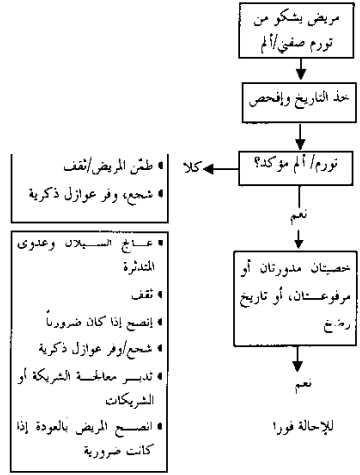 مريض يشكو من
تورم صفني/ألم
خذ التاريخ وإفحص
تورم/ ألم مؤكد؟
كلا
طمّن المريض/ثقف
شجع، وفر عوازل ذكرية
نعم
خصيتان مدورتان أو
مرفوعتان، أو تاريخ
رضخ
نعم
للإحالة فورا
عالج السيلان وعدوى
المتدثرة
ثقف
إنصح إذا كان ضرورياً
شجع/وفر عوازل ذكرية
تدبر معالجة الشريكة أو
الشريكات
انصح المريض بالعودة إذا
كانت ضرورية